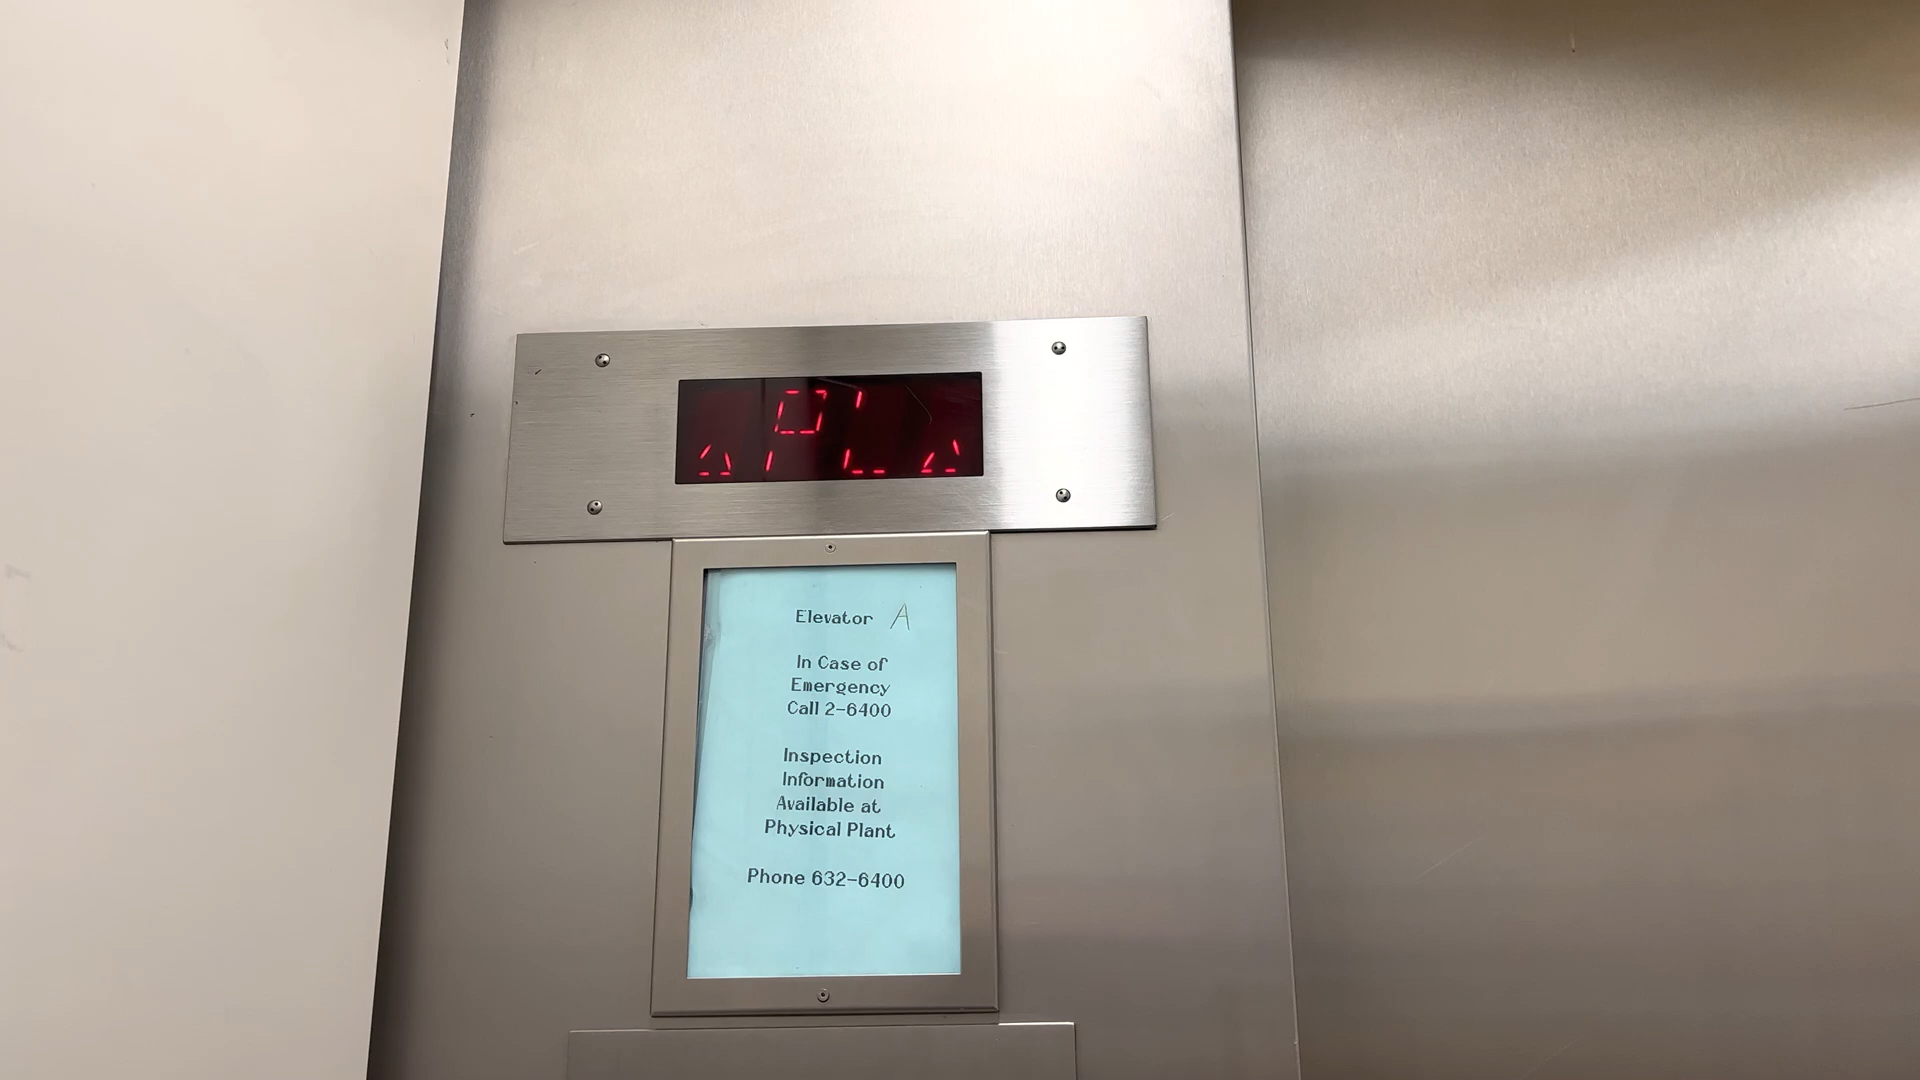 Elevator A
In Case of
Emergency
Call 2-6400
Inspection
Information
Available at
Physical Plant
Phone 632-6400